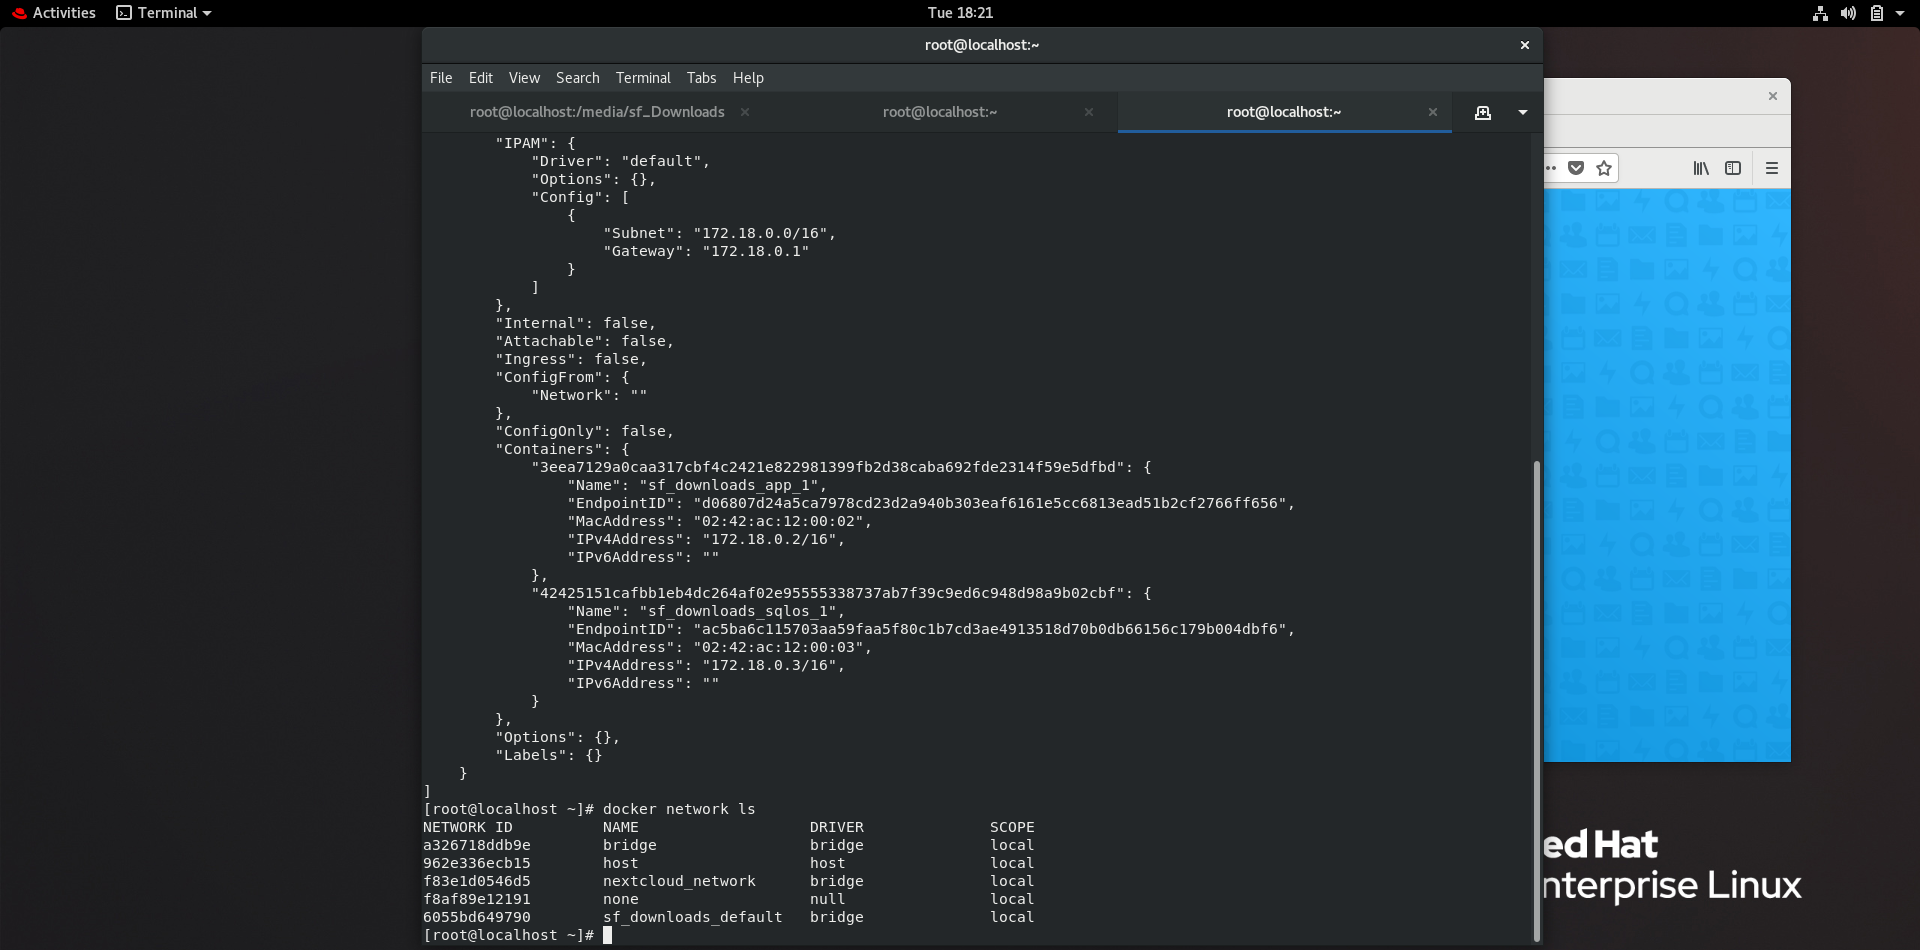 Activities Terminal Tue 18:21
root@localhost:~
File Edit View Search Terminal Tabs Help
root@localhost:/media/sf_Downloads root@localhost:~ root@localhost:~
"IPAM": {
"Driver": "default",
"Options": {},
"Config": [
{
"Subnet": "172.18.0.0/16",
"Gateway": "172.18.0.1"
}
]
},
"Internal": false,
"Attachable": false,
"Ingress": false,
"ConfigFrom": {
"Network": ""
},
"ConfigOnly": false,
"Containers": {
"3eea7129a0caa317cbf4c2421e822981399fb2d38caba692fde2314f59e5dfbd": {
"Name": "sf_downloads_app_1",
"EndpointID": "d06807d24a5ca7978cd23d2a940b303eaf6161e5cc6813ead51b2cf2766ff656",
"MacAddress": "02:42:ac:12:00:02",
"IPv4Address": "172.18.0.2/16",
"IPv6Address": ""
},
"42425151cafbb1eb4dc264af02e95555338737ab7f39c9ed6c948d98a9b02cbf": {
"Name": "sf_downloads_sqlos_1",
"EndpointID": "ac5ba6c115703aa59faa5f80c1b7cd3ae4913518d70b0db66156c179b004dbf6",
"MacAddress": "02:42:ac:12:00:03",
"IPv4Address": "172.18.0.3/16",
"IPv6Address": ""
}
},
"Options": {},
"Labels": {}
}
]
[root@localhost ~]# docker network ls
NETWORK ID NAME DRIVER SCOPE
a326718ddb9e bridge bridge local
962e336ecb15 host host local
f83e1d0546d5 nextcloud_network bridge local
f8af89e12191 none null local
6055bd649790 sf_downloads_default bridge local
[root@localhost ~]#
ed Hat
nterprise Linux